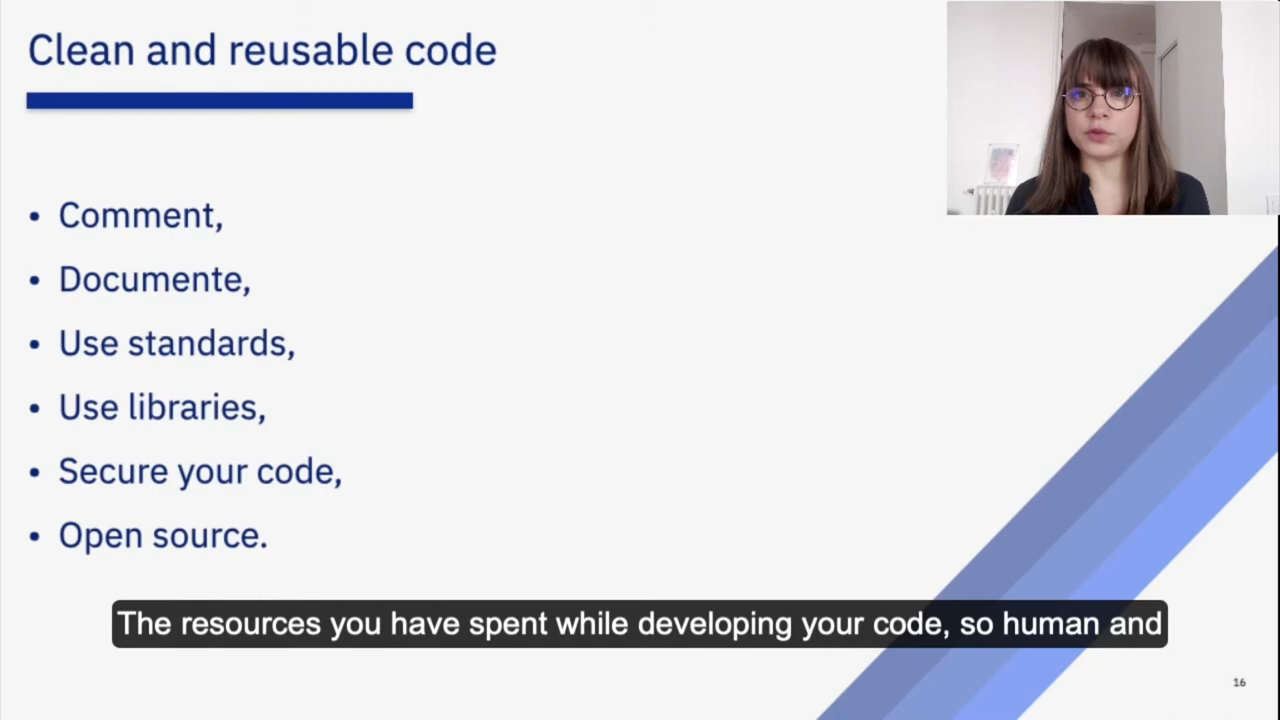 Clean and reusable code
• Comment,
• Documente,
• Use standards,
• Use libraries,
• Secure your code,
• Open source.
The resources you have spent while developing your code, so human and
16